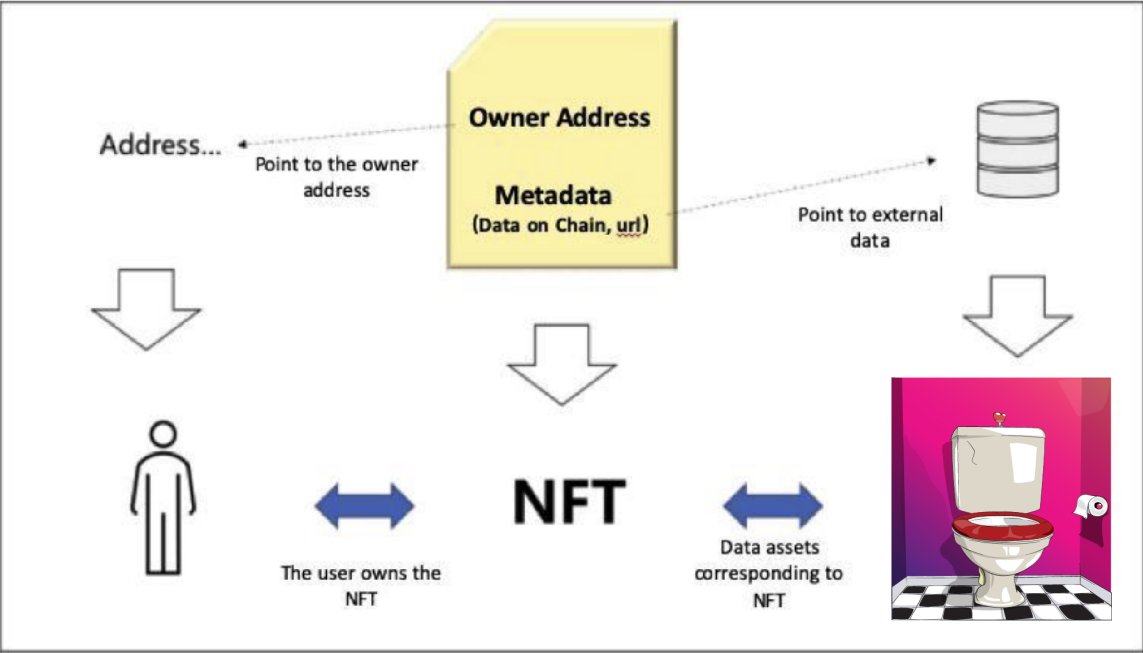 Owner Address
Address...
Point to the owner
address
Metadata
(Data on Chain, url)
Point to external
data
NFT
The user owns the
NFT
Data assets
corresponding to
NFT